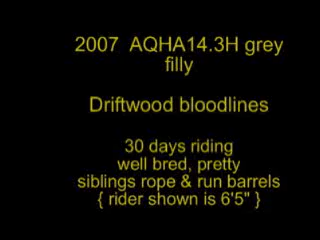 2007  AQHA14.3H grey
filly
Driftwood bloodlines
30 days riding
well bred, pretty
siblings rope & run barrels
{ rider shown is 6'5" }